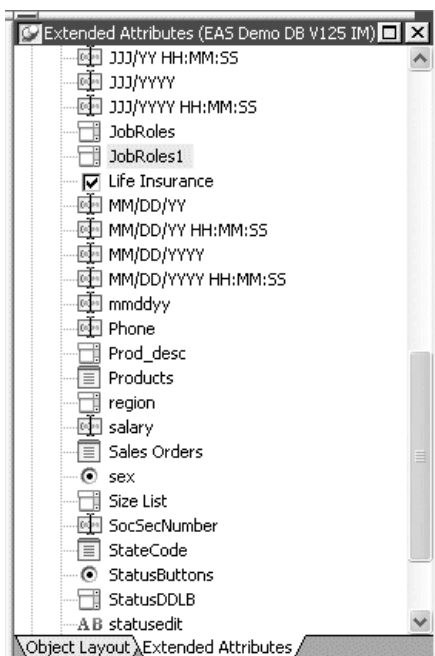 Extended Attributes (EAS Demo DB V125 IM)
JJJ/YY HH:MM:SS
JJJ/YYYY
JJJ/YYYY HH:MM:SS
JobRoles
JobRoles1
Life Insurance
MM/DD/YY
MM/DD/YY HH:MM:SS
MM/DD/YYYY
MM/DD/YYYY HH:MM:SS
mmddyy
Phone
Prod_desc
Products
region
salary
Sales Orders
sex
Size List
SocSecNumber
StateCode
StatusButtons
StatusDDLB
AB statusedit
Object Layout Extended Attributes